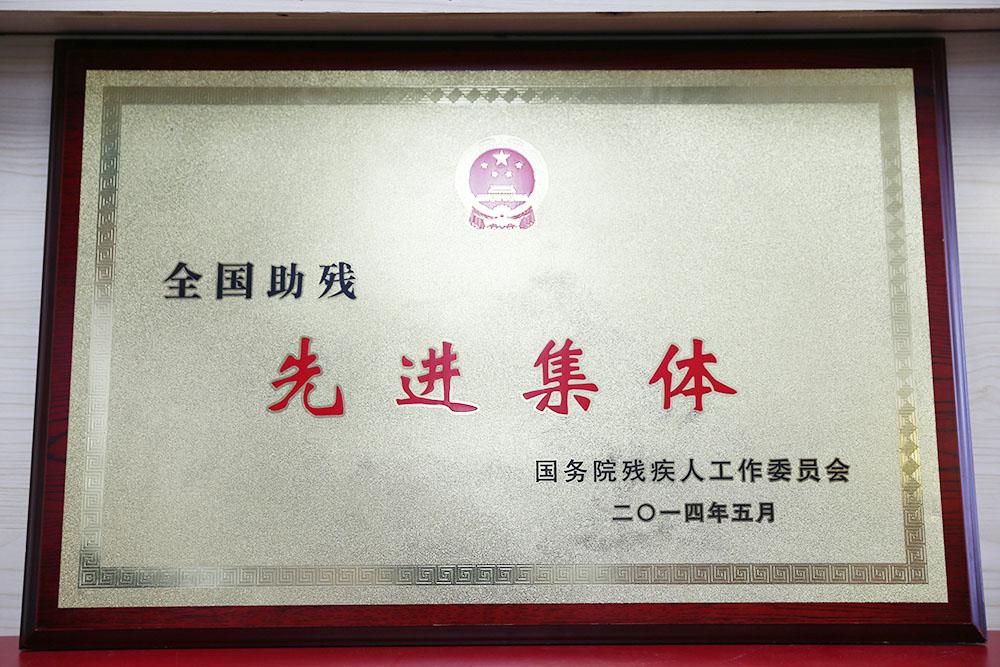 全国助残
先进集体
国务院残疾人工作委员会
二〇一四年五月